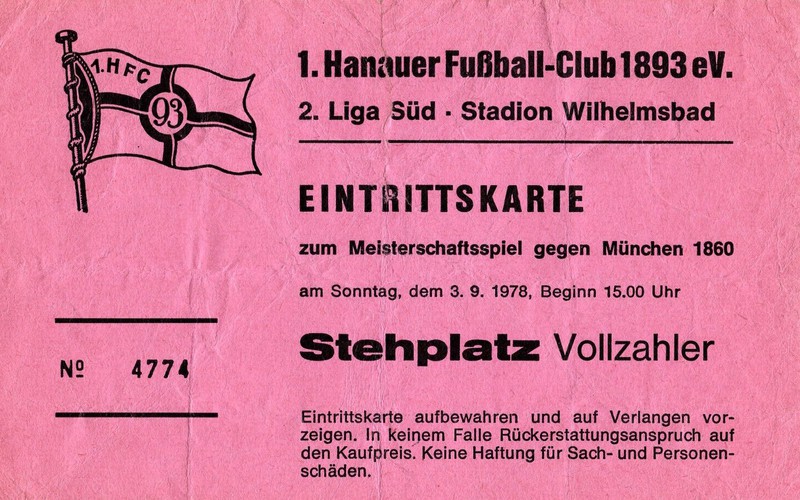 1.HFC
93
1. Hanauer Fußball-Club 1893 eV.
2. Liga Süd · Stadion Wilhelmsbad
EINTRITTSKARTE
zum Meisterschaftsspiel gegen München 1860
am Sonntag, dem 3. 9. 1978, Beginn 15.00 Uhr
Stehplatz Vollzahler
Nº 4774
Eintrittskarte aufbewahren und auf Verlangen vor-
zeigen. In keinem Falle Rückerstattungsanspruch auf
den Kaufpreis. Keine Haftung für Sach- und Personen-
schäden.